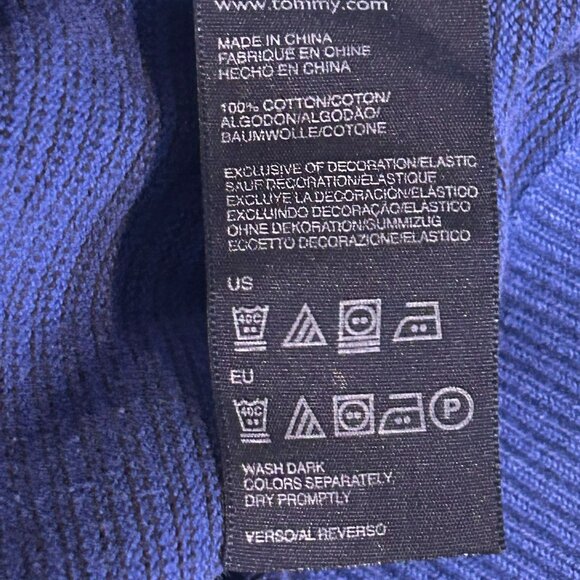 www.tommy.com
MADE IN CHINA
FABRIQUE EN CHINE
HECHO EN CHINA
100% COTTON/COTON/
ALGODON/ALGODÃO/
BAUMWOLLE/COTONE
EXCLUSIVE OF DECORATION/ELASTIC
SAUF DECORATION/ÉLASTIQUE
EXCLUYE LA DECORACIÓN/ELÁSTICO
EXCLUINDO DECORAÇÃO/ELASTICO
OHNE DEKORATION/GUMMIZUG
ECCETTO DECORAZIONE/ELASTICO
US
40C
EU
40C
P
WASH DARK
COLORS SEPARATELY,
DRY PROMPTLY
VERSO/AL REVERSO